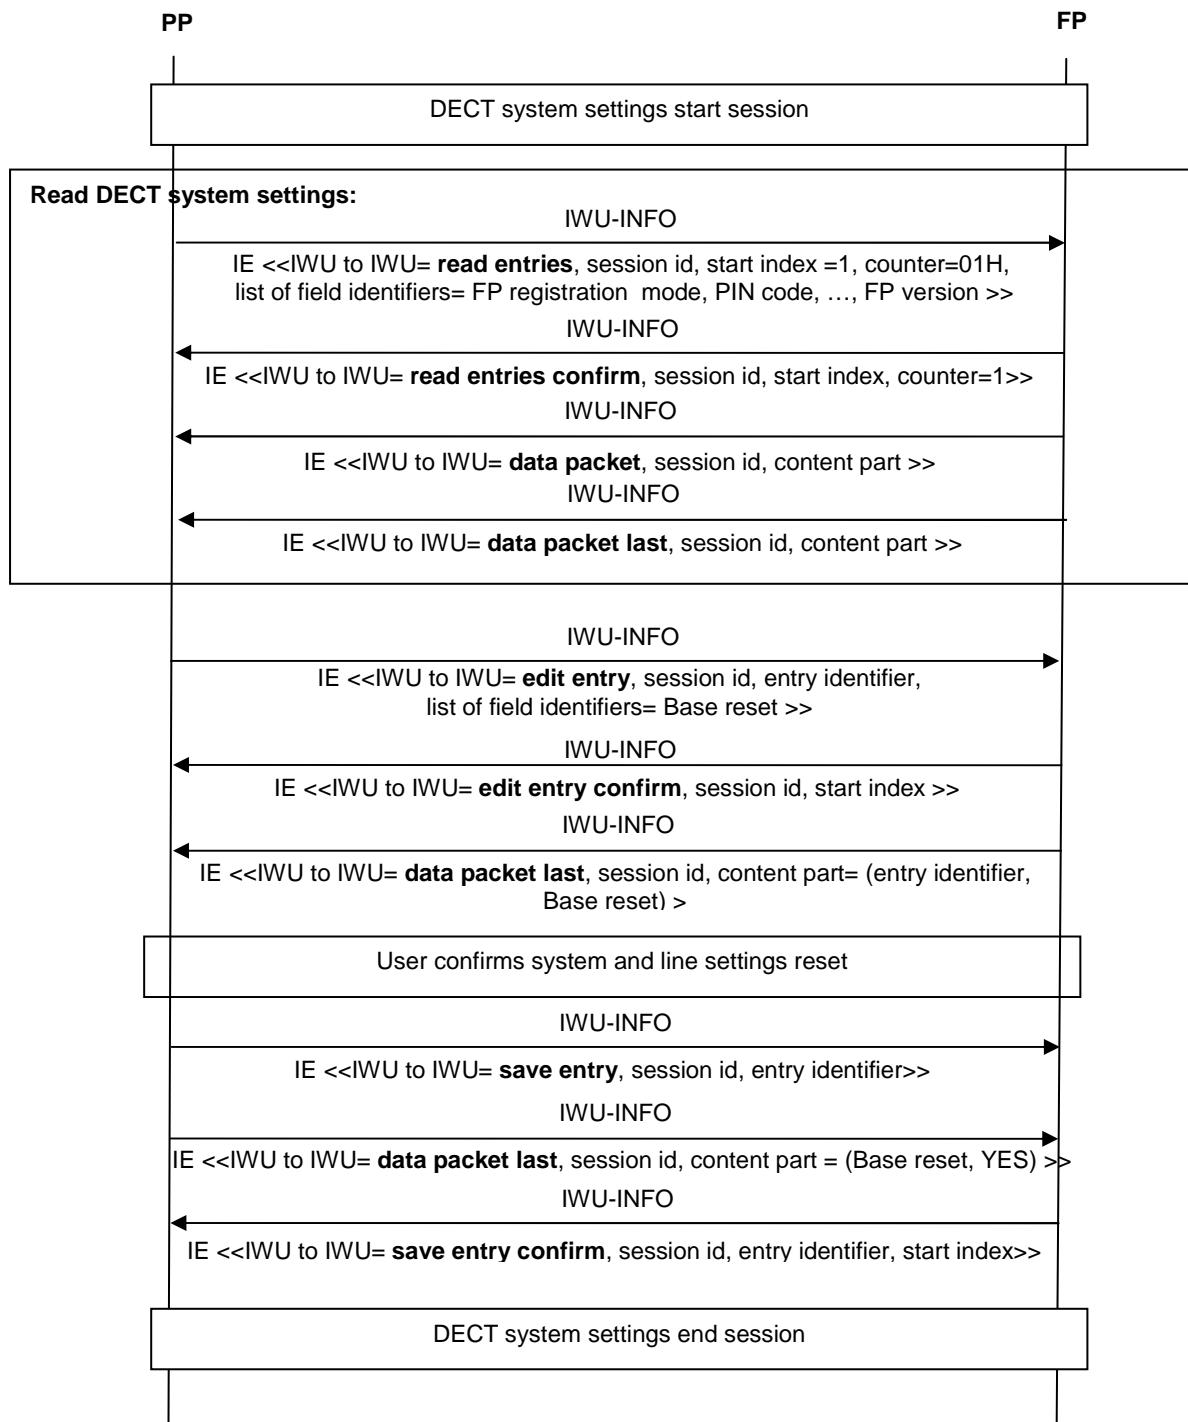 PP
FP
DECT system settings start session
Read DECT system settings:
IWU-INFO
IE <<IWU to IWU= read entries, session id, start index =1, counter=01H,
list of field identifiers= FP registration  mode, PIN code, …, FP version >>
IWU-INFO
IE <<IWU to IWU= read entries confirm, session id, start index, counter=1>>
IWU-INFO
IE <<IWU to IWU= data packet, session id, content part >>
IWU-INFO
IE <<IWU to IWU= data packet last, session id, content part >>
IWU-INFO
IE <<IWU to IWU= edit entry, session id, entry identifier,
list of field identifiers= Base reset >>
IWU-INFO
IE <<IWU to IWU= edit entry confirm, session id, start index >>
IWU-INFO
IE <<IWU to IWU= data packet last, session id, content part= (entry identifier,
Base reset) >
User confirms system and line settings reset
IWU-INFO
IE <<IWU to IWU= save entry, session id, entry identifier>>
IWU-INFO
IE <<IWU to IWU= data packet last, session id, content part = (Base reset, YES) >>
IWU-INFO
IE <<IWU to IWU= save entry confirm, session id, entry identifier, start index>>
DECT system settings end session